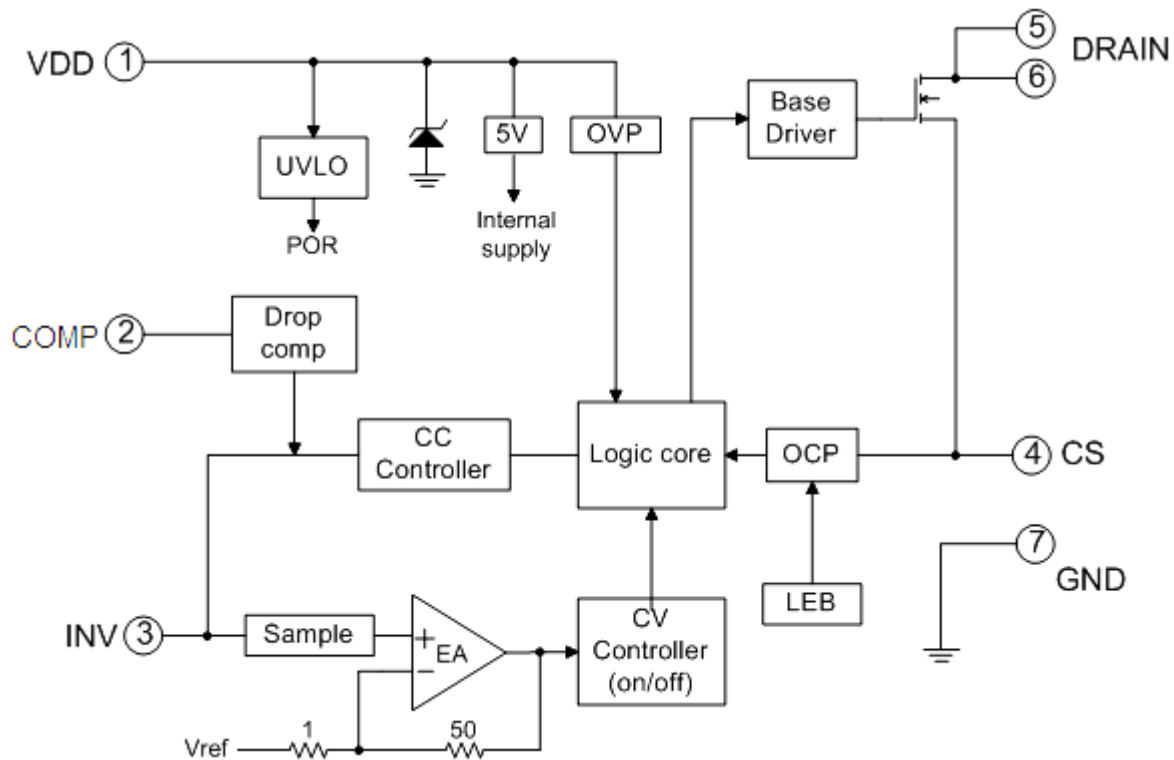 VDD 1
5
DRAIN
6
UVLO
5V
OVP
Base
Driver
POR
Internal
supply
COMP 2
Drop
comp
CC
Controller
Logic core
OCP
4 CS
7
GND
LEB
INV 3
Sample
+
EA
−
CV
Controller
(on/off)
Vref
1
50